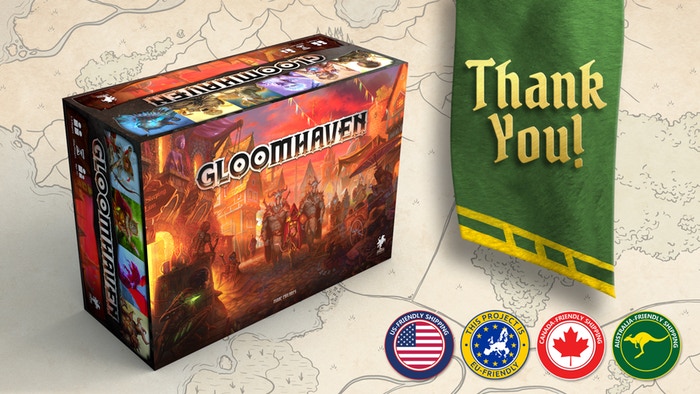 GLOOMHAVEN
GLOOMHAVEN
GLOOMHAVEN
Thank
You!
US-FRIENDLY SHIPPING
THIS PROJECT IS
EU-FRIENDLY
CANADA-FRIENDLY SHIPPING
AUSTRALIA-FRIENDLY SHIPPING